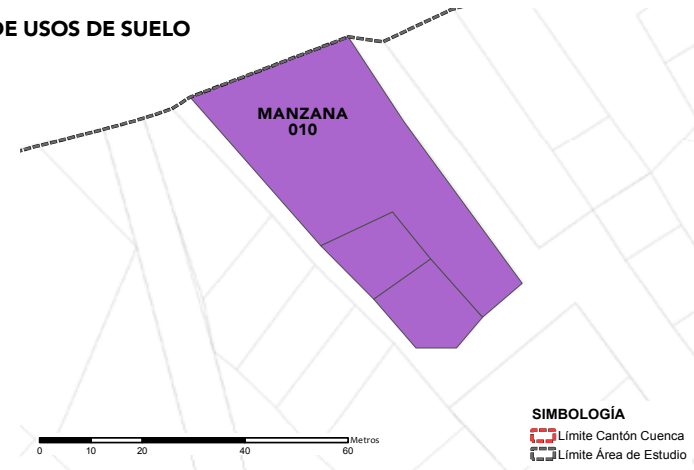 DE USOS DE SUELO
MANZANA
010
0 10 20 40 60 Metros
SIMBOLOGÍA
Límite Cantón Cuenca
Límite Área de Estudio